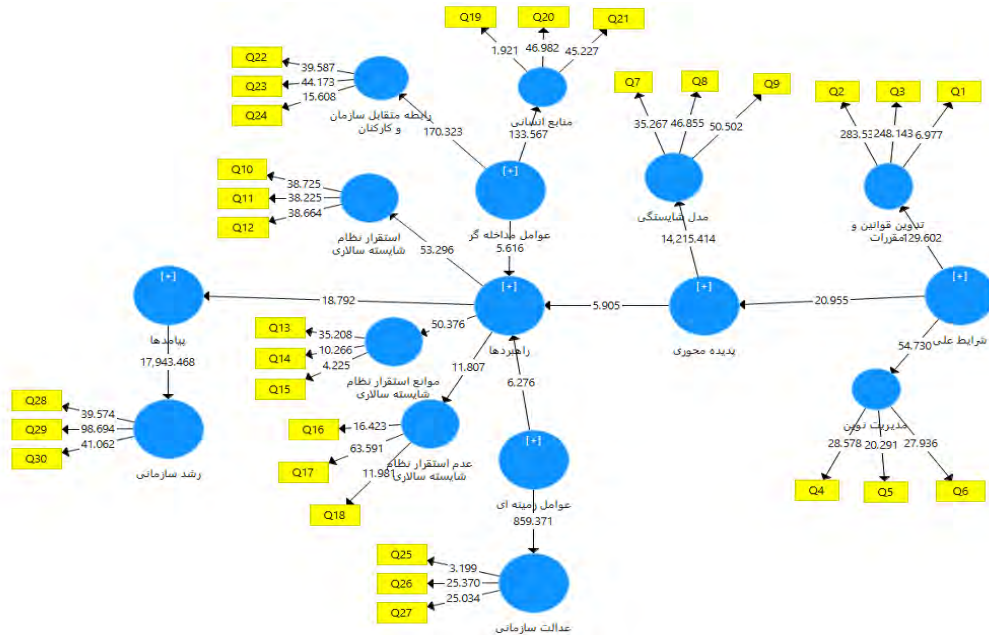 Q19
Q20
Q21
1.921
46.982
45.227
منابع انسانی
133.567
Q22
Q23
Q24
39.587
44.173
15.608
رابطه متقابل سازمان
و کارکنان
170.323
[+]
عوامل مداخله گر
5.616
Q7
Q8
Q9
35.267
46.855
50.502
مدل شایستگی
14,215.414
Q2
Q3
Q1
248.143
6.977
تدوین قوانین و
مقررات
129.602
Q10
Q11
Q12
38.725
38.225
38.664
استقرار نظام
شایسته سالاری
53.296
[+]
پیامدها
18.792
[+]
راهبردها
5.905
[+]
پدیده محوری
20.955
[+]
شرایط علی
54.730
17,943.468
Q13
Q14
Q15
35.208
10.266
4.225
موانع استقرار نظام
شایسته سالاری
50.376
11.807
6.276
مدیریت نوین
28.578
20.291
27.936
Q4
Q5
Q6
Q28
Q29
Q30
39.574
98.694
41.062
رشد سازمانی
Q16
Q17
Q18
16.423
63.591
11.981
عدم استقرار نظام
شایسته سالاری
[+]
عوامل زمینه ای
859.371
Q25
Q26
Q27
3.199
25.370
25.034
عدالت سازمانی